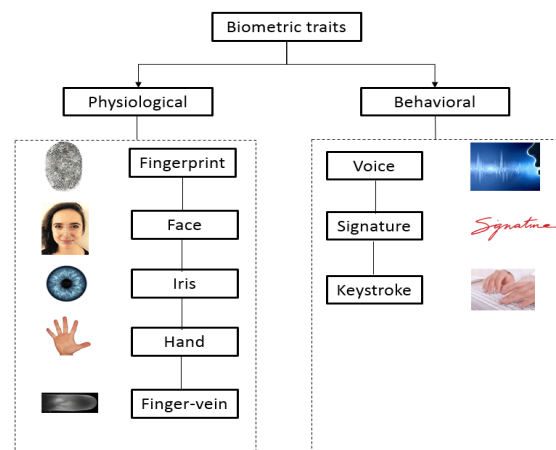 Biometric traits
Physiological
Behavioral
Fingerprint
Face
Iris
Hand
Finger-vein
Voice
Signature
Signature
Keystroke